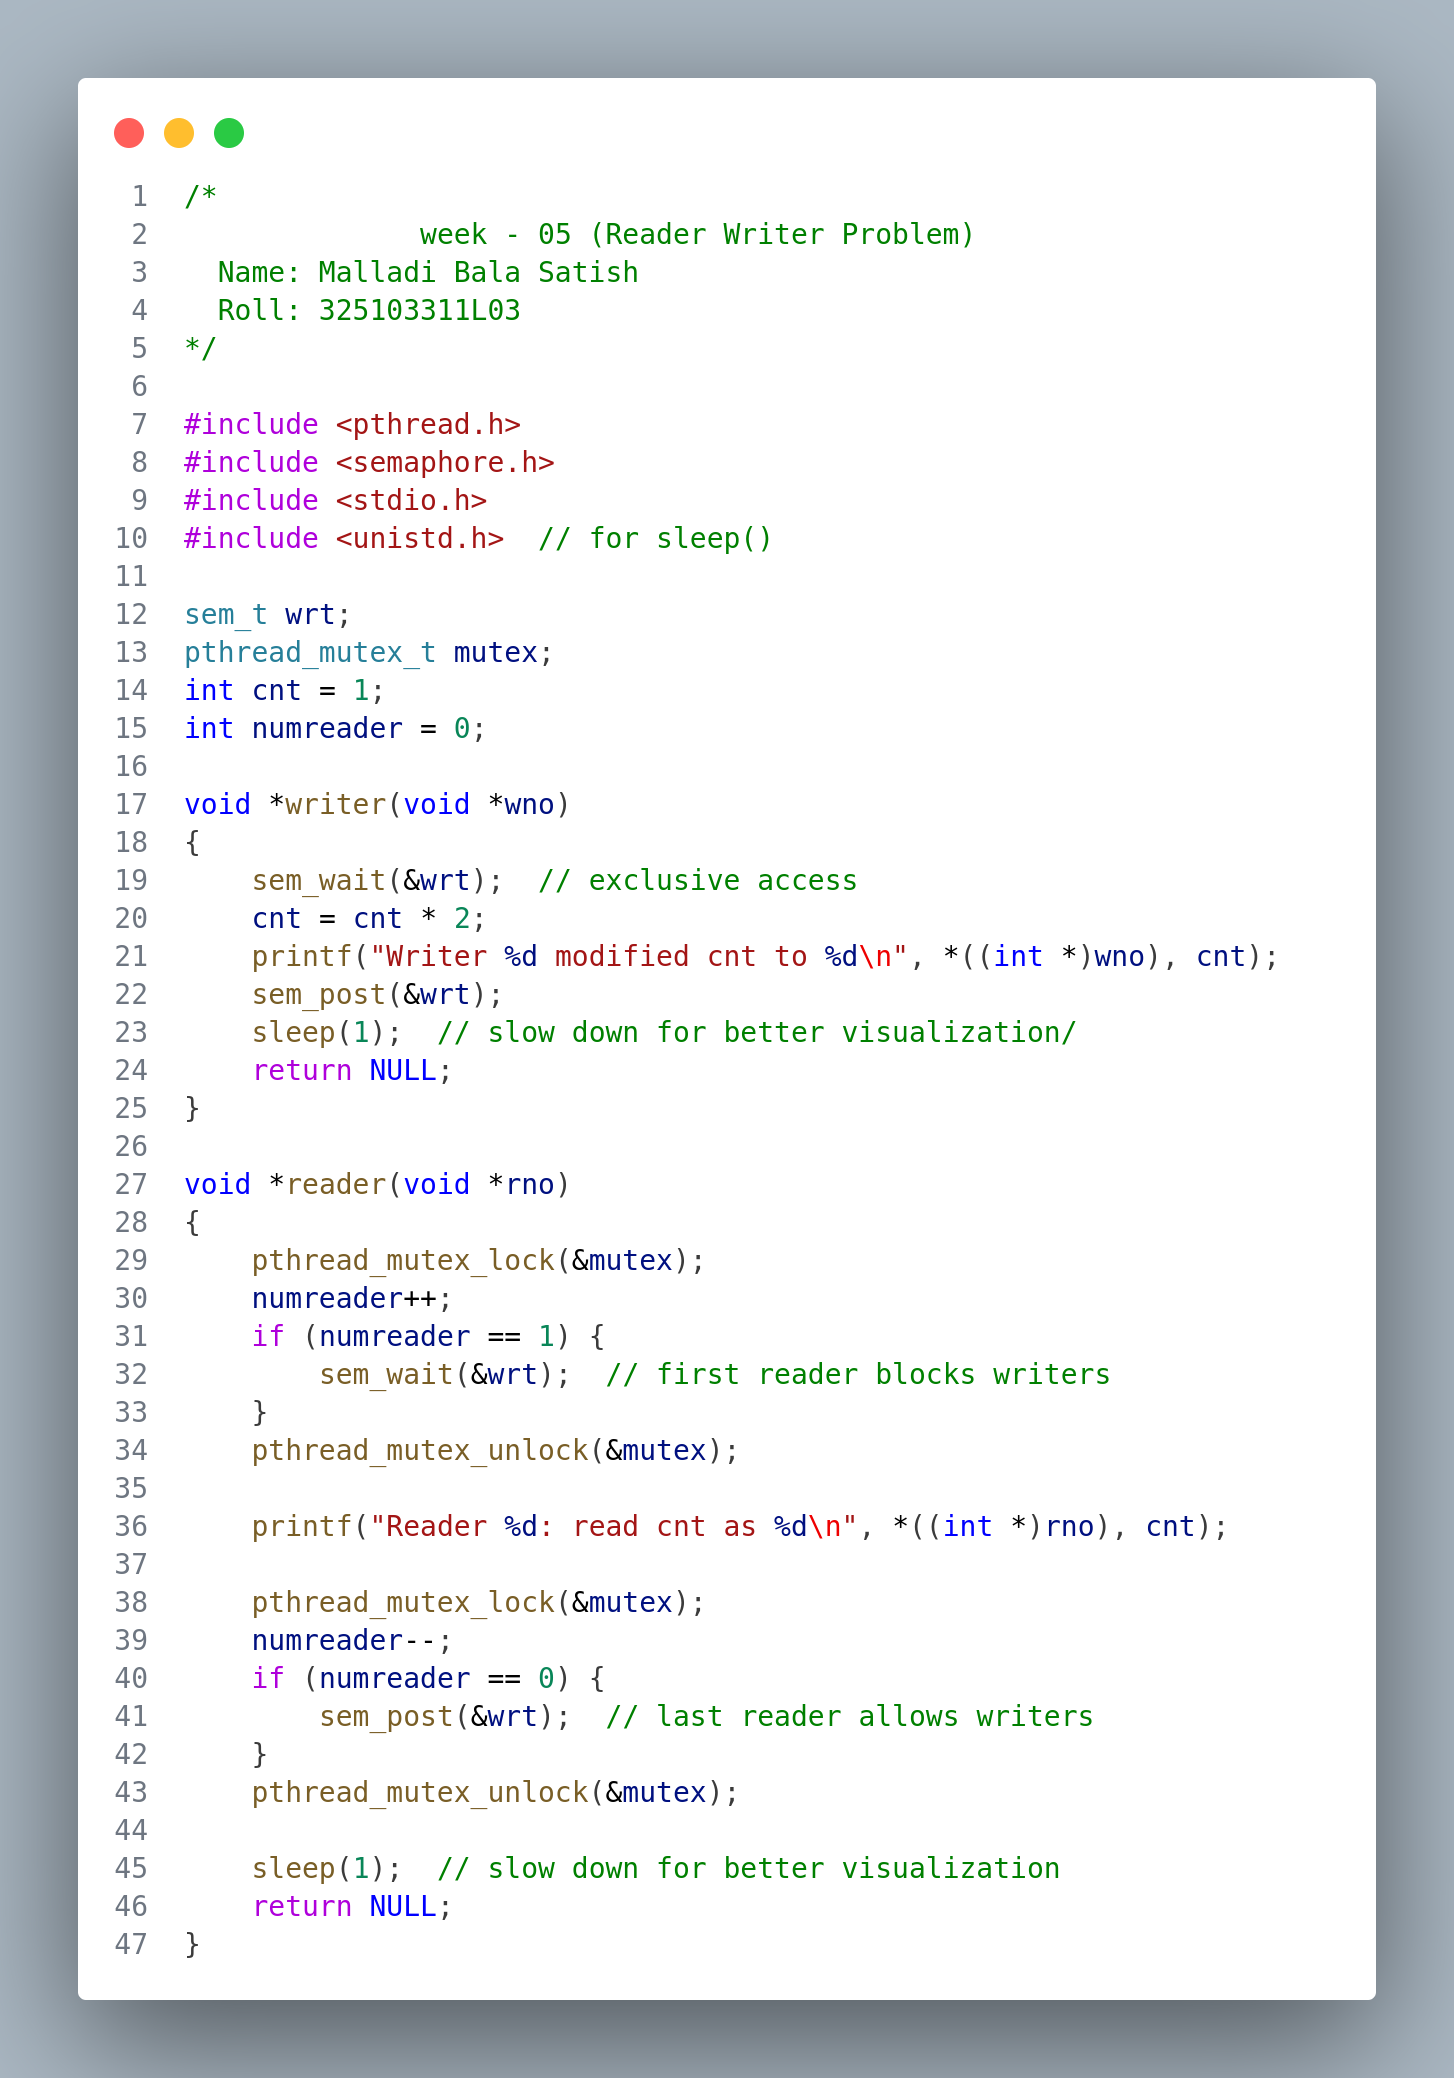 1 /*
2               week - 05 (Reader Writer Problem)
3   Name: Malladi Bala Satish
4   Roll: 325103311L03
5 */
6
7 #include <pthread.h>
8 #include <semaphore.h>
9 #include <stdio.h>
10 #include <unistd.h>  // for sleep()
11
12 sem_t wrt;
13 pthread_mutex_t mutex;
14 int cnt = 1;
15 int numreader = 0;
16
17 void *writer(void *wno)
18 {
19     sem_wait(&wrt);  // exclusive access
20     cnt = cnt * 2;
21     printf("Writer %d modified cnt to %d\n", *((int *)wno), cnt);
22     sem_post(&wrt);
23     sleep(1);  // slow down for better visualization/
24     return NULL;
25 }
26
27 void *reader(void *rno)
28 {
29     pthread_mutex_lock(&mutex);
30     numreader++;
31     if (numreader == 1) {
32         sem_wait(&wrt);  // first reader blocks writers
33     }
34     pthread_mutex_unlock(&mutex);
35
36     printf("Reader %d: read cnt as %d\n", *((int *)rno), cnt);
37
38     pthread_mutex_lock(&mutex);
39     numreader--;
40     if (numreader == 0) {
41         sem_post(&wrt);  // last reader allows writers
42     }
43     pthread_mutex_unlock(&mutex);
44
45     sleep(1);  // slow down for better visualization
46     return NULL;
47 }